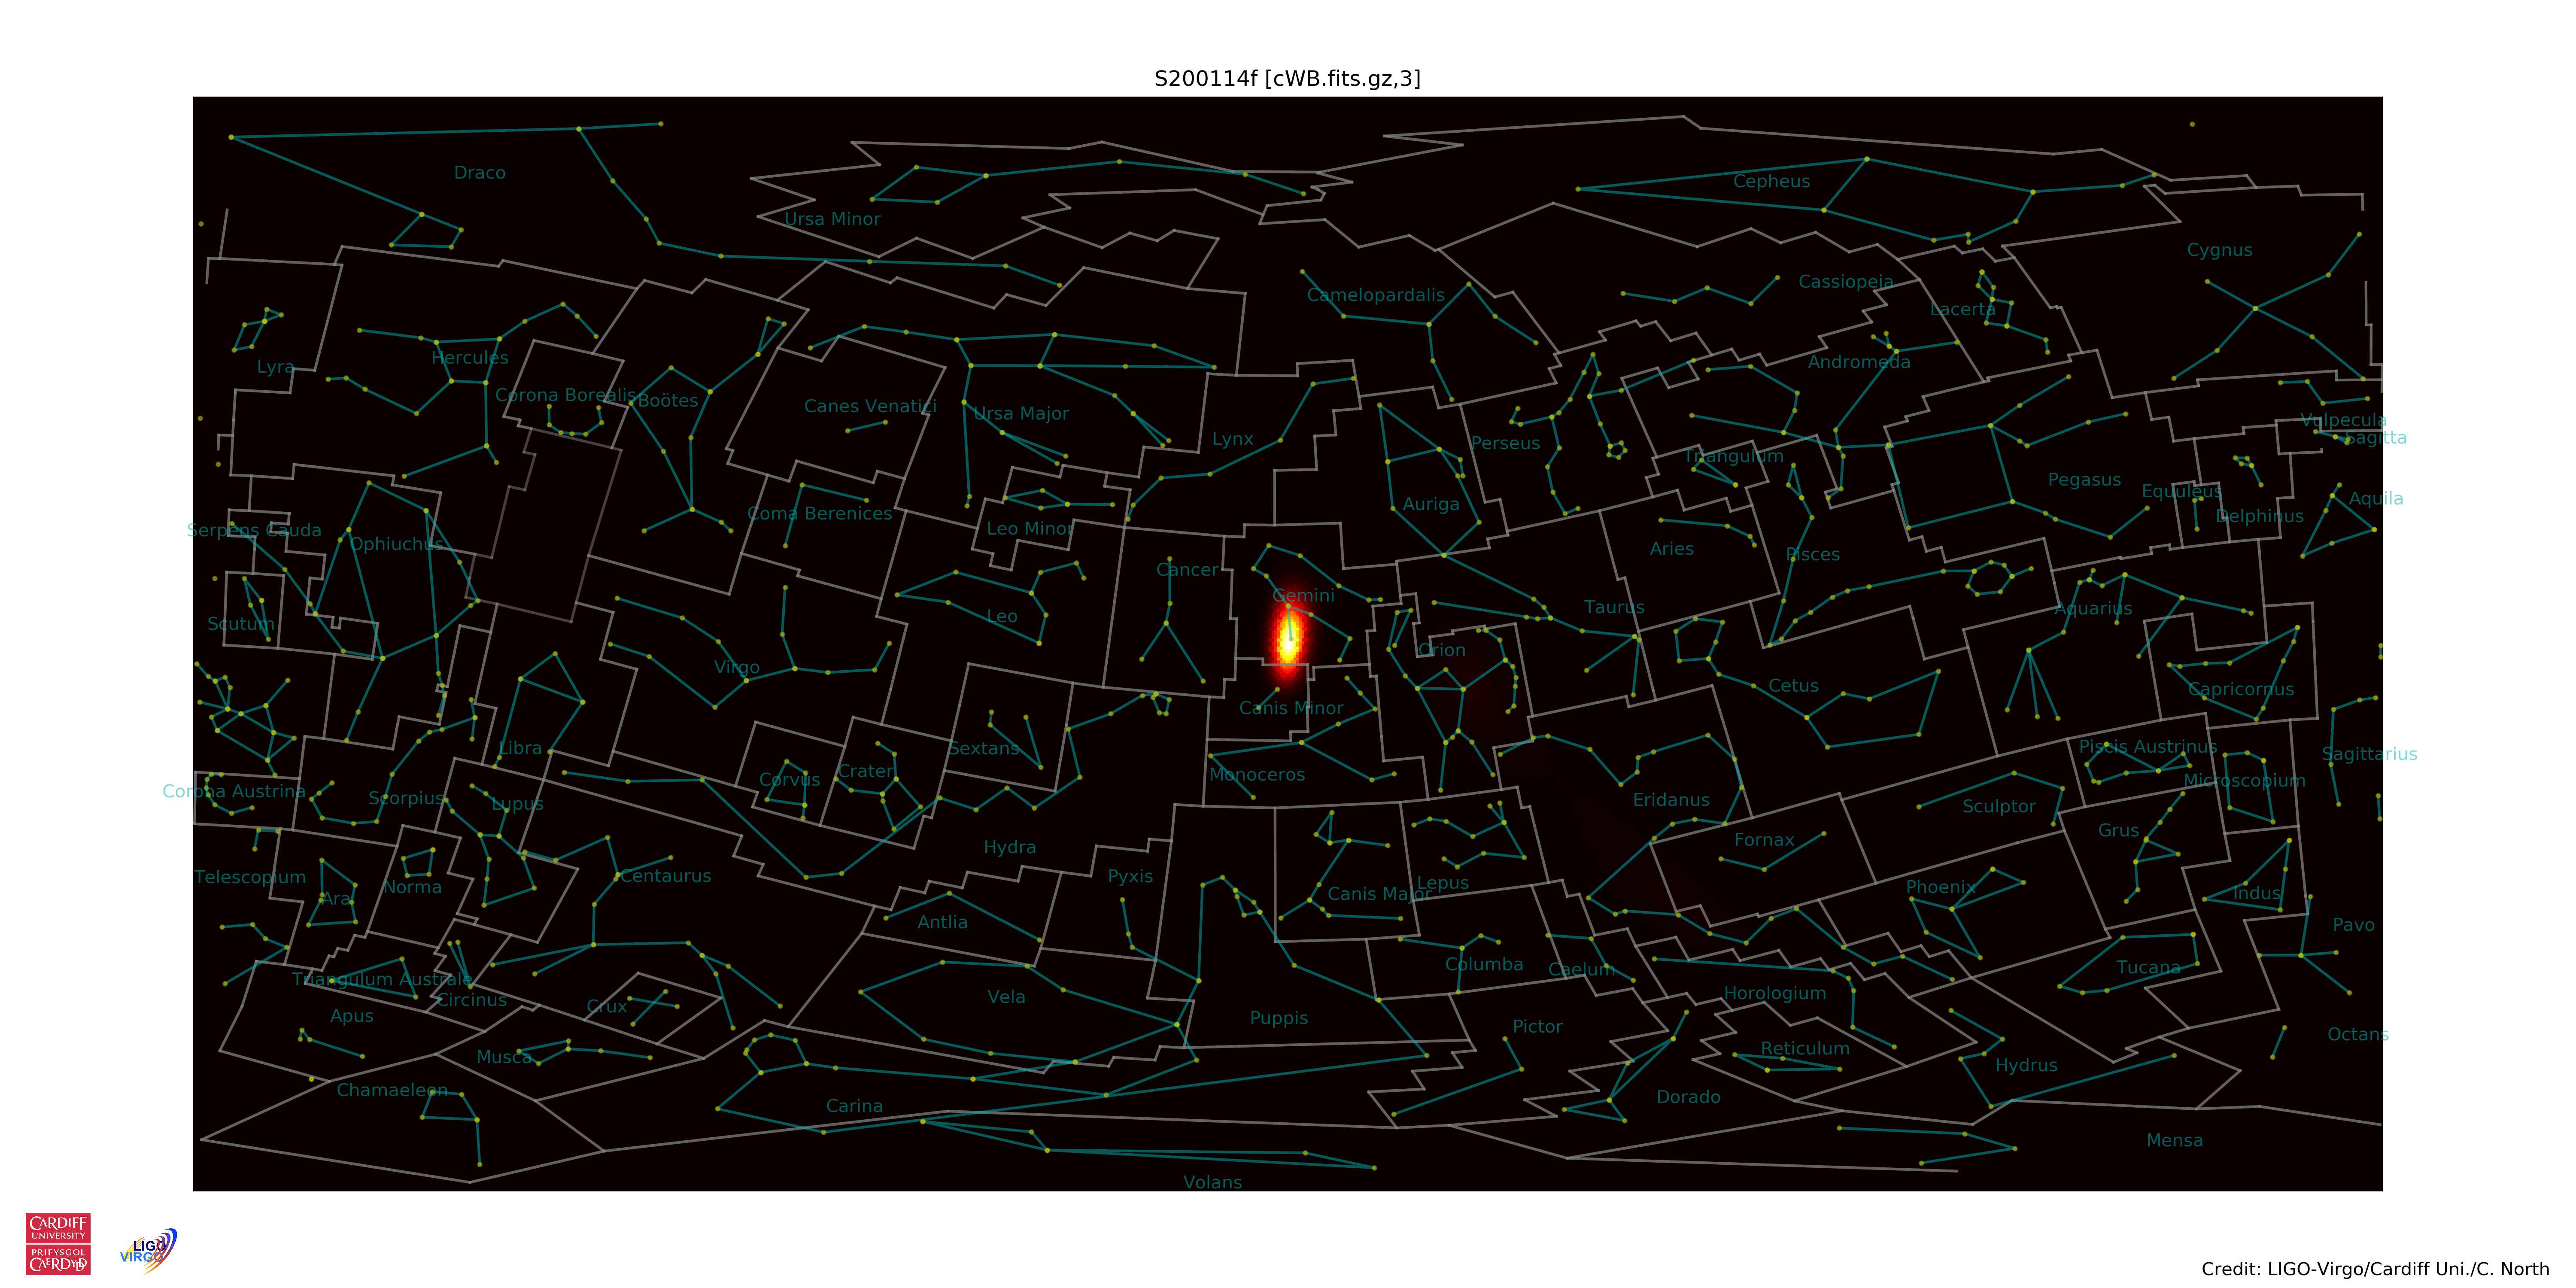 S200114f [cWB.fits.gz,3]
Draco
Cepheus
Ursa Minor
Cygnus
Cassiopeia
Camelopardalis
Lacerta
Hercules
Andromeda
Lyra
Corona Borealis
Boötes
Canes Venatici
Ursa Major
Vulpecula
Sagitta
Lynx
Perseus
Triangulum
Pegasus
Equuleus
Aquila
Auriga
Coma Berenices
Delphinus
Leo Minor
Serpens Cauda
Ophiuchus
Aries
Pisces
Cancer
Gemini
Taurus
Aquarius
Leo
Scutum
Orion
Virgo
Cetus
Capricornus
Canis Minor
Libra
Sextans
Piscis Austrinus
Sagittarius
Monoceros
Crater
Corvus
Microscopium
Corona Austrina
Scorpius
Lupus
Eridanus
Sculptor
Grus
Fornax
Hydra
Telescopium
Centaurus
Pyxis
Norma
Lepus
Canis Major
Phoenix
Indus
Ara
Antlia
Pavo
Columba
Caelum
Tucana
Triangulum Australe
Circinus
Vela
Horologium
Crux
Apus
Puppis
Pictor
Octans
Musca
Reticulum
Hydrus
Chamaeleon
Dorado
Carina
Mensa
Volans
CARDIFF
UNIVERSITY
PRIFYSGOL
CAERDYDD
LIGO
VIRGO
Credit: LIGO-Virgo/Cardiff Uni./C. North